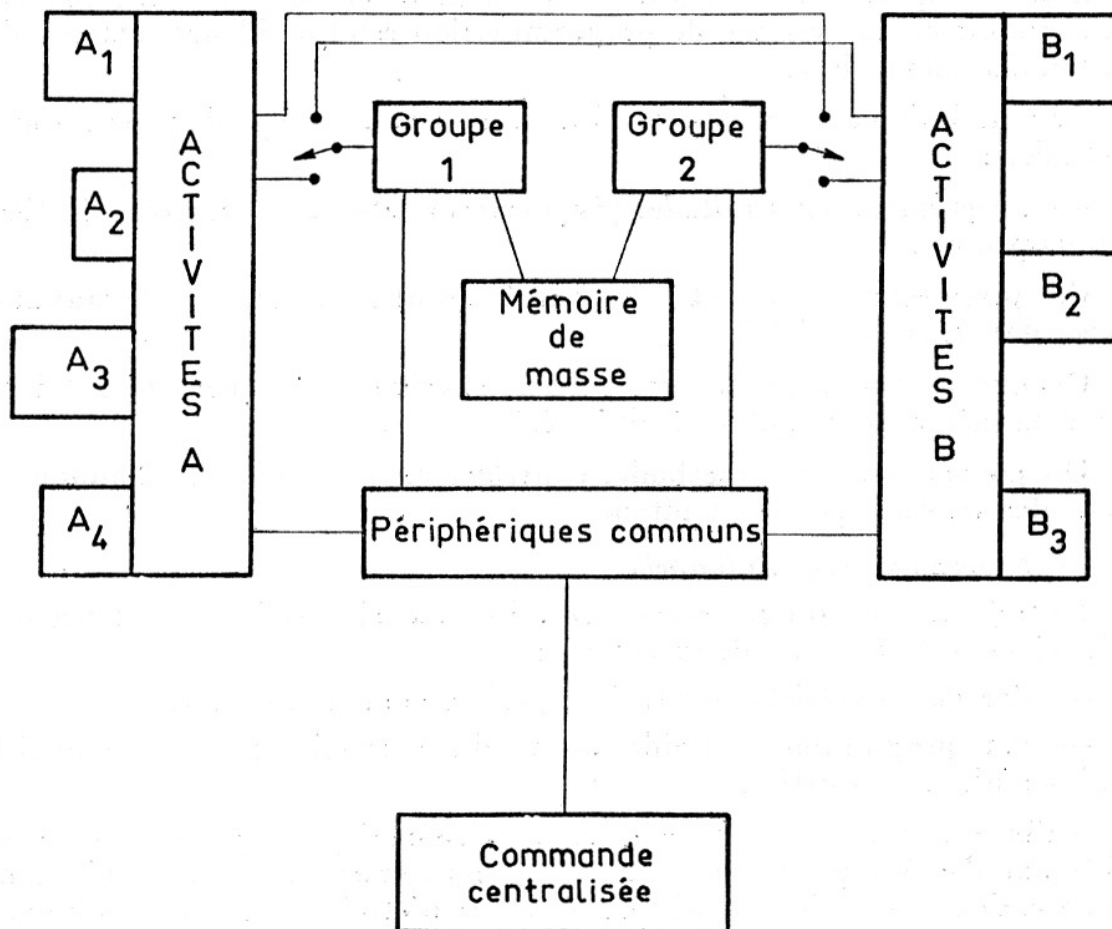 A1
A2
A3
A4
ACTIVITES A
Groupe
1
Groupe
2
Mémoire
de
masse
Périphériques communs
Commande
centralisée
ACTIVITES B
B1
B2
B3